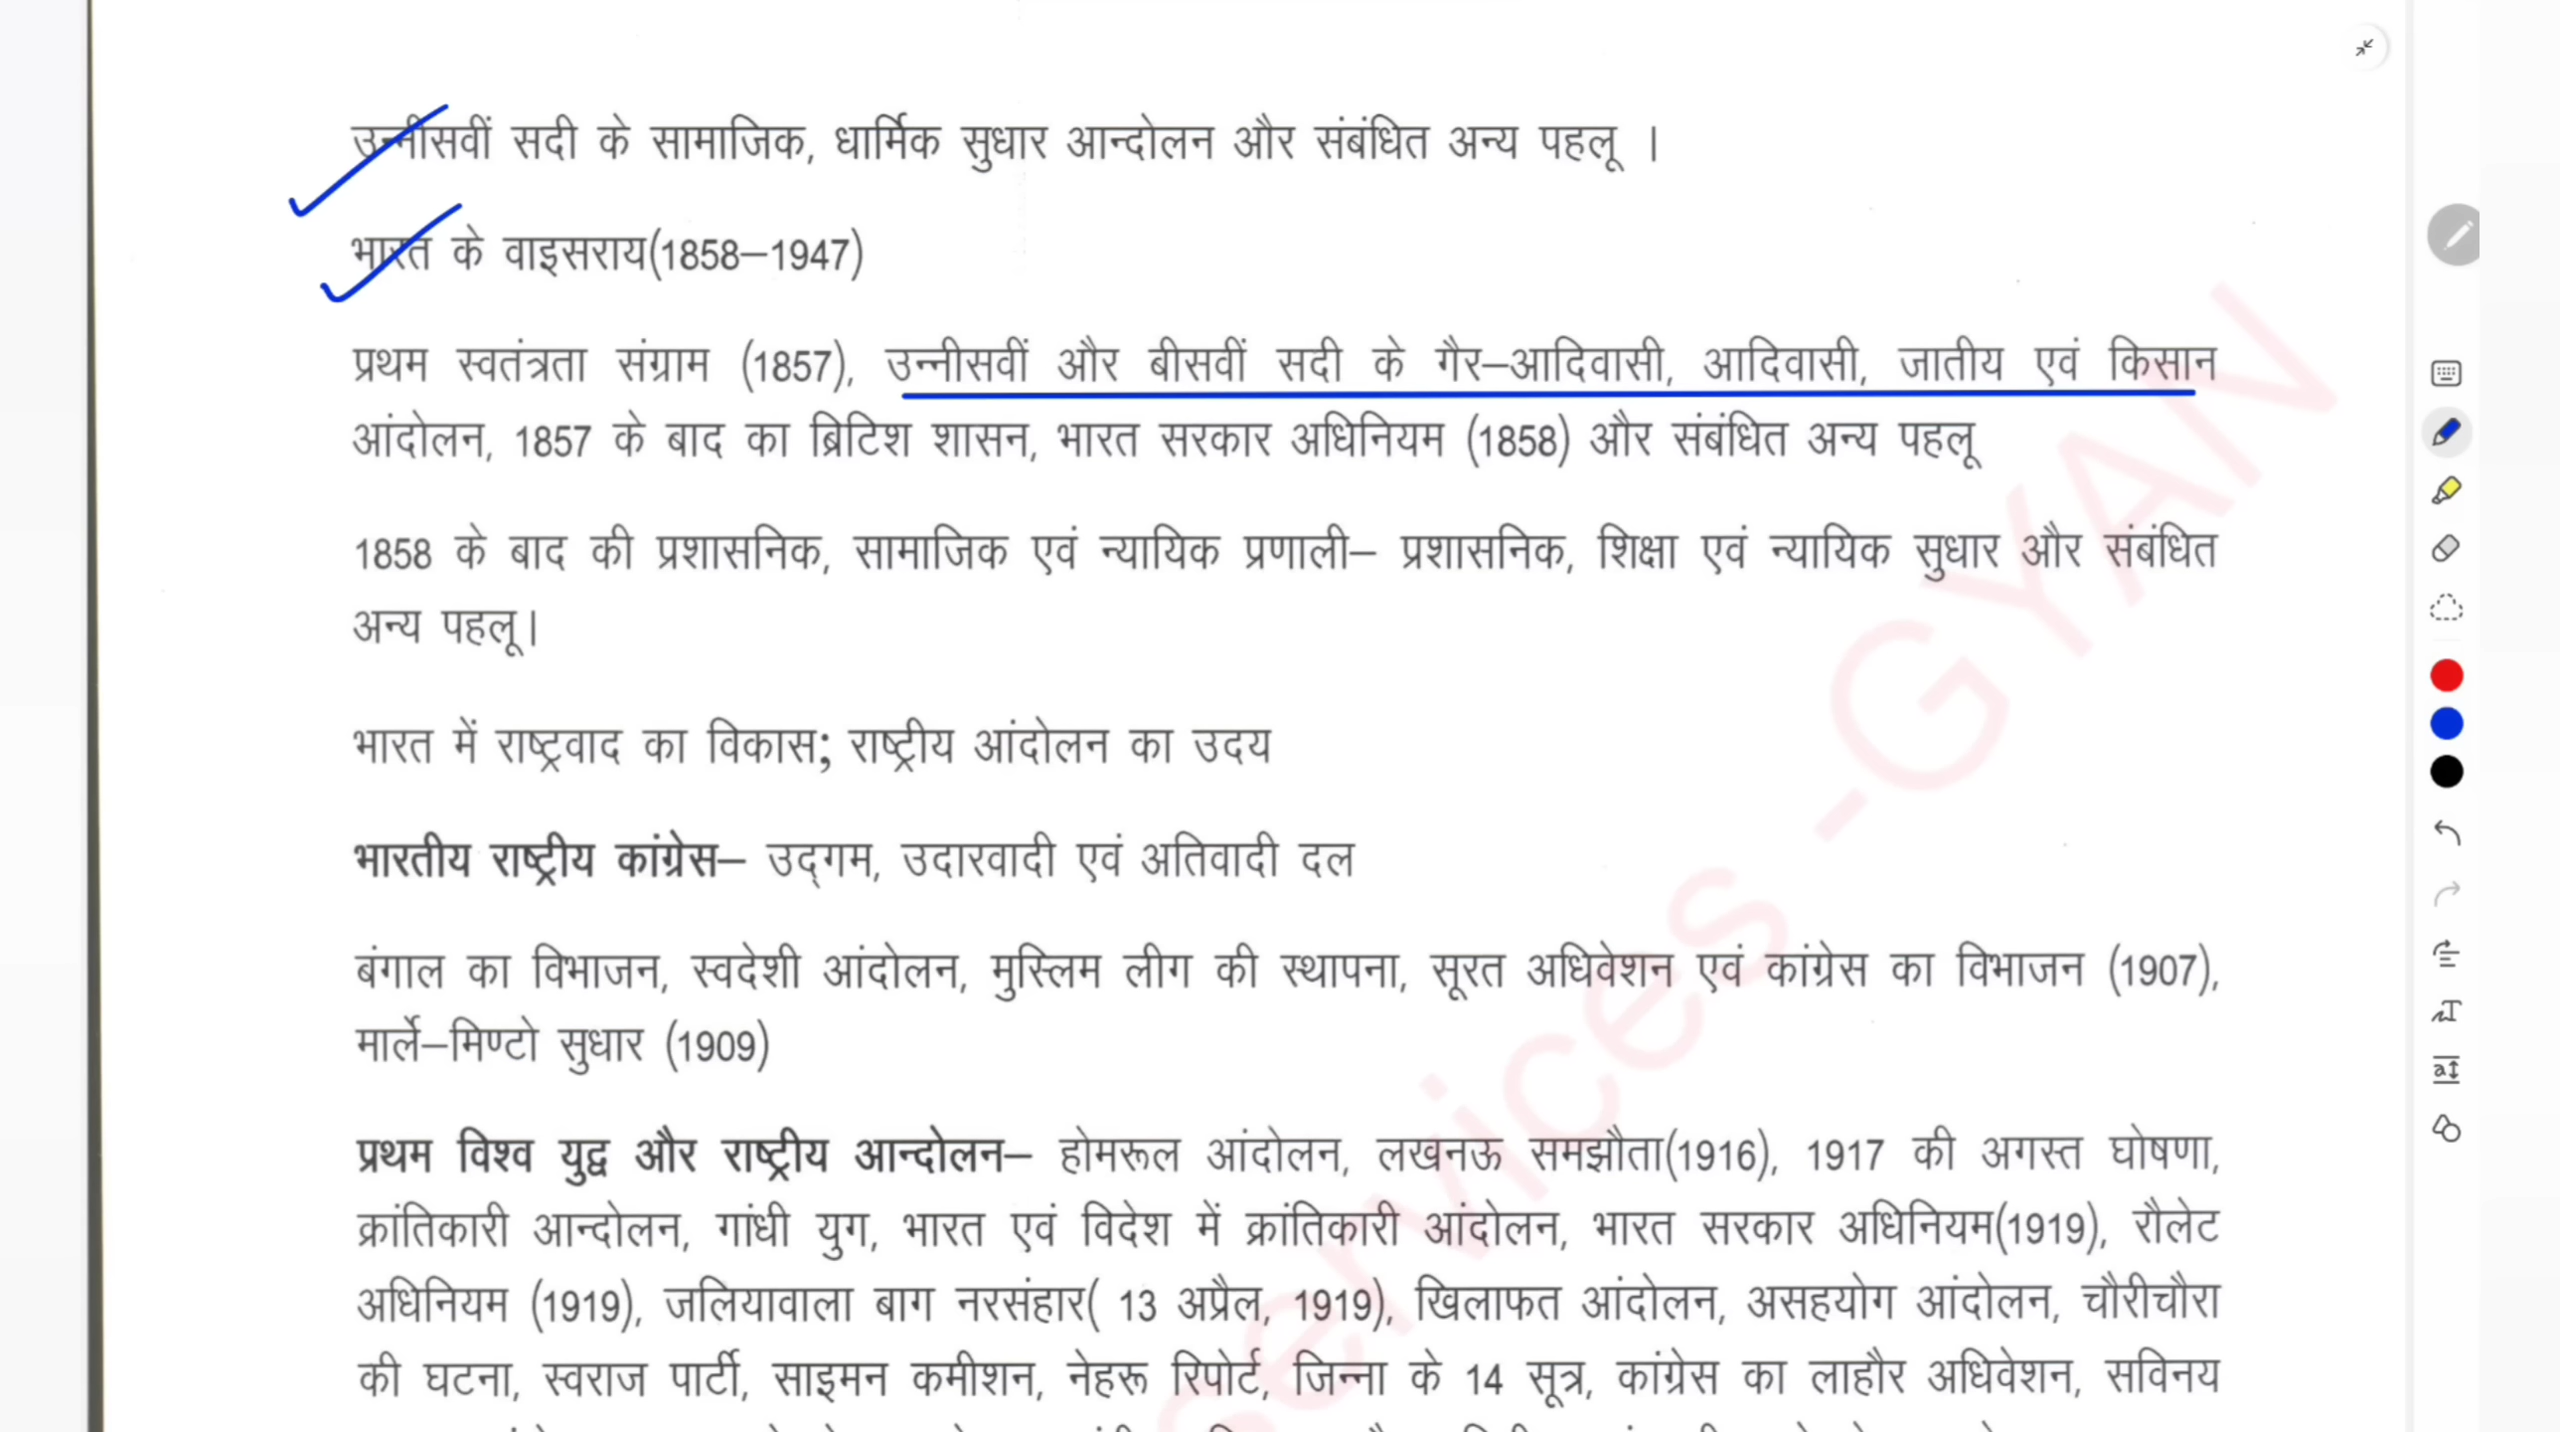 उन्नीसवीं सदी के सामाजिक, धार्मिक सुधार आन्दोलन और संबंधित अन्य पहलू ।
भारत के वाइसराय(1858–1947)
प्रथम स्वतंत्रता संग्राम (1857), उन्नीसवीं और बीसवीं सदी के गैर–आदिवासी, आदिवासी, जातीय एवं किसान
आंदोलन, 1857 के बाद का ब्रिटिश शासन, भारत सरकार अधिनियम (1858) और संबंधित अन्य पहलू
1858 के बाद की प्रशासनिक, सामाजिक एवं न्यायिक प्रणाली– प्रशासनिक, शिक्षा एवं न्यायिक सुधार और संबंधित
अन्य पहलू।
भारत में राष्ट्रवाद का विकास; राष्ट्रीय आंदोलन का उदय
भारतीय राष्ट्रीय कांग्रेस– उद्‌गम, उदारवादी एवं अतिवादी दल
बंगाल का विभाजन, स्वदेशी आंदोलन, मुस्लिम लीग की स्थापना, सूरत अधिवेशन एवं कांग्रेस का विभाजन (1907),
मार्ले–मिण्टो सुधार (1909)
प्रथम विश्व युद्व और राष्ट्रीय आन्दोलन– होमरूल आंदोलन, लखनऊ समझौता(1916), 1917 की अगस्त घोषणा,
क्रांतिकारी आन्दोलन, गांधी युग, भारत एवं विदेश में क्रांतिकारी आंदोलन, भारत सरकार अधिनियम(1919), रौलेट
अधिनियम (1919), जलियावाला बाग नरसंहार( 13 अप्रैल, 1919), खिलाफत आंदोलन, असहयोग आंदोलन, चौरीचौरा
की घटना, स्वराज पार्टी, साइमन कमीशन, नेहरू रिपोर्ट, जिन्ना के 14 सूत्र, कांग्रेस का लाहौर अधिवेशन, सविनय
services -GYAN